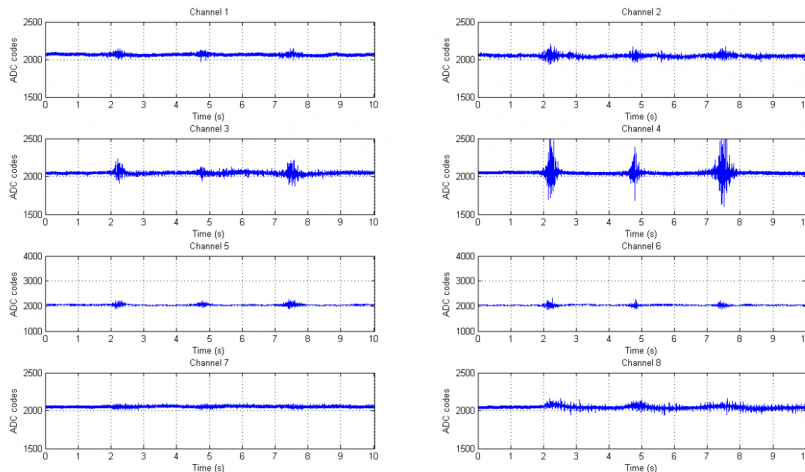 Channel 1
2500
2000
1500
ADC codes
0 1 2 3 4 5 6 7 8 9 10
Time (s)
Channel 2
2500
2000
1500
ADC codes
0 1 2 3 4 5 6 7 8 9 10
Time (s)
Channel 3
2500
2000
1500
ADC codes
0 1 2 3 4 5 6 7 8 9 10
Time (s)
Channel 4
2500
2000
1500
ADC codes
0 1 2 3 4 5 6 7 8 9 1
Time (s)
Channel 5
4000
3000
2000
1000
ADC codes
0 1 2 3 4 5 6 7 8 9 10
Time (s)
Channel 6
4000
3000
2000
1000
ADC codes
0 1 2 3 4 5 6 7 8 9 1
Time (s)
Channel 7
2500
2000
1500
ADC codes
0 1 2 3 4 5 6 7 8 9 10
Time (s)
Channel 8
2500
2000
1500
ADC codes
0 1 2 3 4 5 6 7 8 9 1
Time (s)